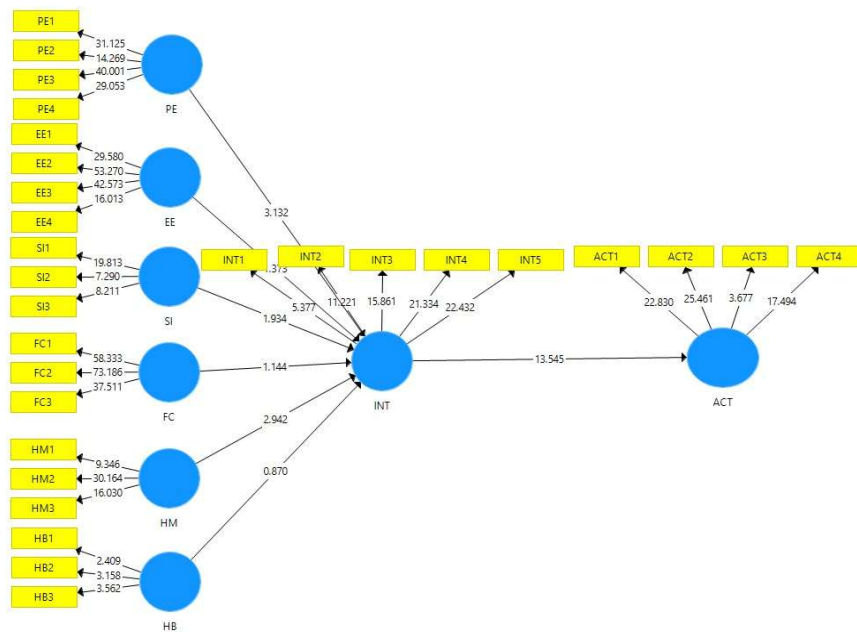 PE1
PE2
PE3
PE4
31.125
14.269
40.001
29.053
PE
EE1
EE2
EE3
EE4
29.580
53.270
42.573
16.013
EE
SI1
SI2
SI3
19.813
7.290
8.211
SI
FC1
FC2
FC3
58.333
73.186
37.511
FC
HM1
HM2
HM3
9.346
30.164
16.030
HM
HB1
HB2
HB3
2.409
3.158
3.562
HB
3.132
1.934
1.144
2.942
0.870
INT1
INT2
INT3
INT4
INT5
5.377
11.221
15.861
21.334
22.432
INT
13.545
ACT1
ACT2
ACT3
ACT4
22.830
25.461
3.677
17.494
ACT